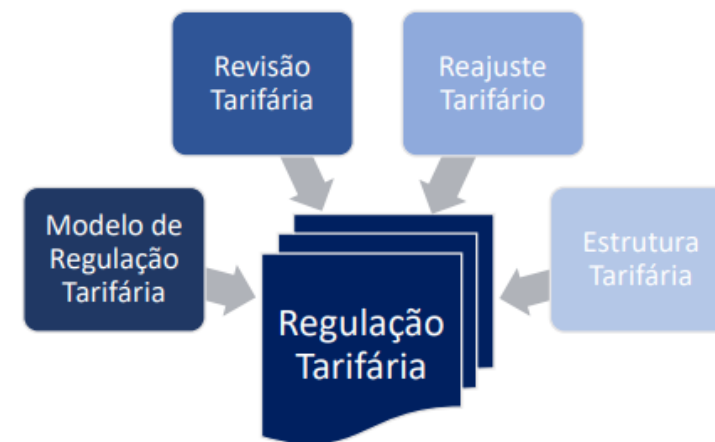 Revisão
Tarifária
Reajuste
Tarifário
Modelo de
Regulação
Tarifária
Estrutura
Tarifária
Regulação
Tarifária